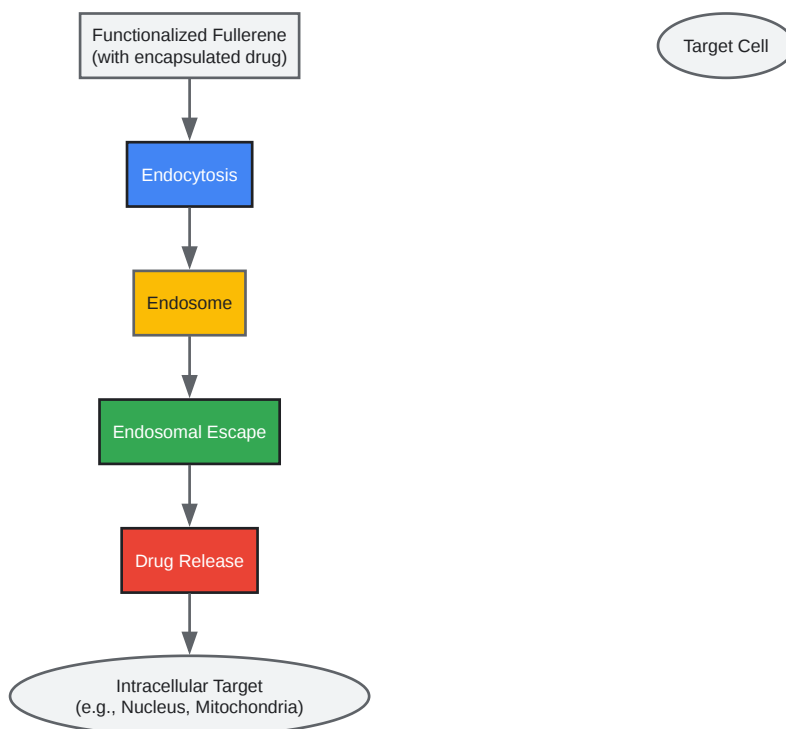 Functionalized Fullerene
(with encapsulated drug)
Target Cell
Endocytosis
Endosome
Endosomal Escape
Drug Release
Intracellular Target
(e.g., Nucleus, Mitochondria)